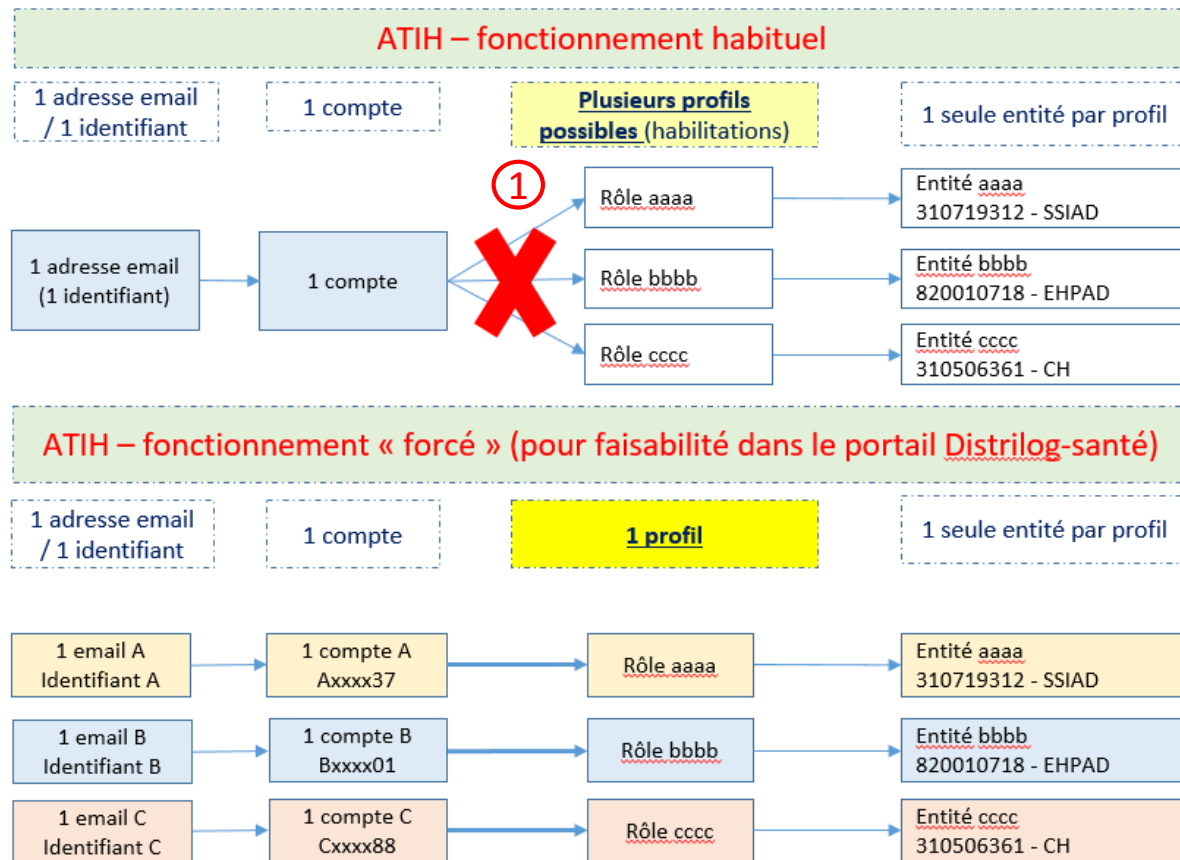 ATIH – fonctionnement habituel
1 adresse email
/ 1 identifiant
1 compte
Plusieurs profils
possibles (habilitations)
1 seule entité par profil
1
1 adresse email
(1 identifiant)
1 compte
Rôle aaaa
Entité aaaa
310719312 - SSIAD
Rôle bbbb
Entité bbbb
820010718 - EHPAD
Rôle cccc
Entité cccc
310506361 - CH
ATIH – fonctionnement « forcé » (pour faisabilité dans le portail Distrilog-santé)
1 adresse email
/ 1 identifiant
1 compte
1 profil
1 seule entité par profil
1 email A
Identifiant A
1 compte A
Axxxx37
Rôle aaaa
Entité aaaa
310719312 - SSIAD
1 email B
Identifiant B
1 compte B
Bxxxx01
Rôle bbbb
Entité bbbb
820010718 - EHPAD
1 email C
Identifiant C
1 compte C
Cxxxx88
Rôle cccc
Entité cccc
310506361 - CH